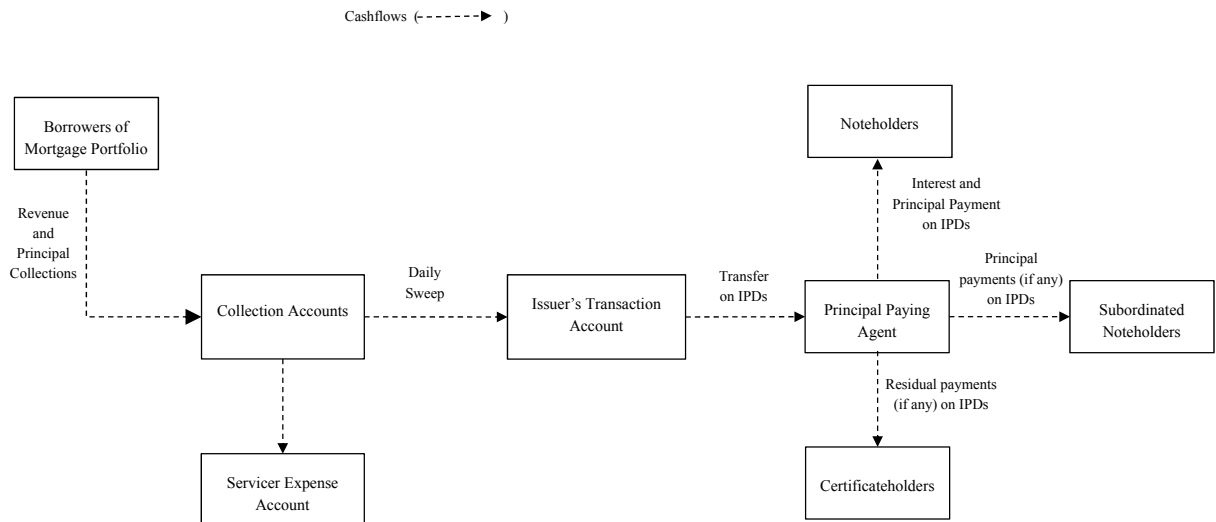 Cashflows ( )
Borrowers of
Mortgage Portfolio
Noteholders
Revenue
and
Principal
Collections
Interest and
Principal Payment
on IPDs
Daily
Sweep
Transfer
on IPDs
Principal
payments (if any)
on IPDs
Collection Accounts
Issuer’s Transaction
Account
Principal Paying
Agent
Subordinated
Noteholders
Residual payments
(if any) on IPDs
Servicer Expense
Account
Certificateholders